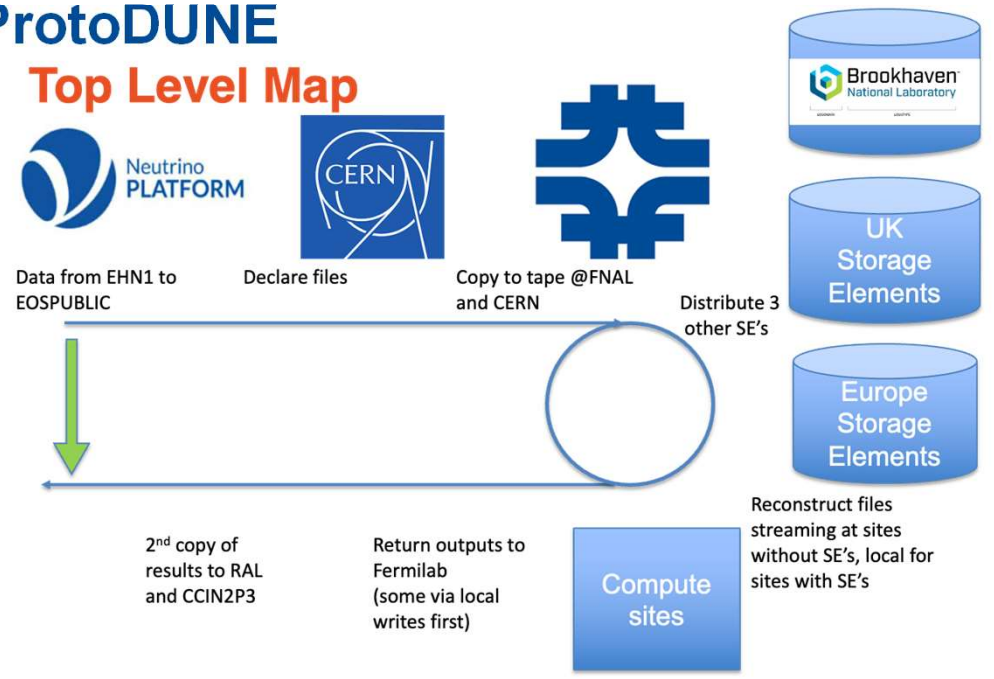 ProtoDUNE
Top Level Map
Neutrino
PLATFORM
CERN
Brookhaven
National Laboratory
Data from EHN1 to
EOSPUBLIC
Declare files
Copy to tape @FNAL
and CERN
Distribute 3
other SE's
UK
Storage
Elements
Europe
Storage
Elements
Reconstruct files
streaming at sites
without SE's, local for
sites with SE's
Compute
sites
Return outputs to
Fermilab
(some via local
writes first)
2nd copy of
results to RAL
and CCIN2P3